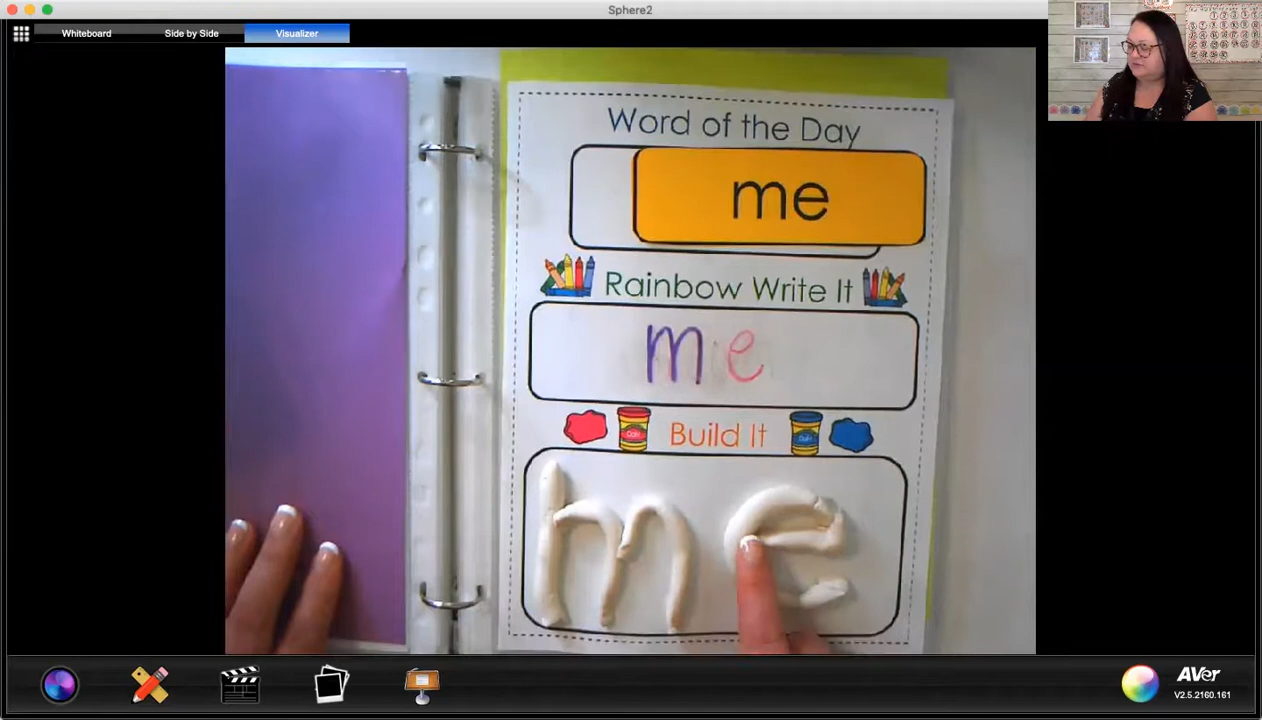 Sphere2
Whiteboard Side by Side Visualizer
Word of the Day
me
Rainbow Write It
me
Build It
me
AVer
V2.5.2160.161